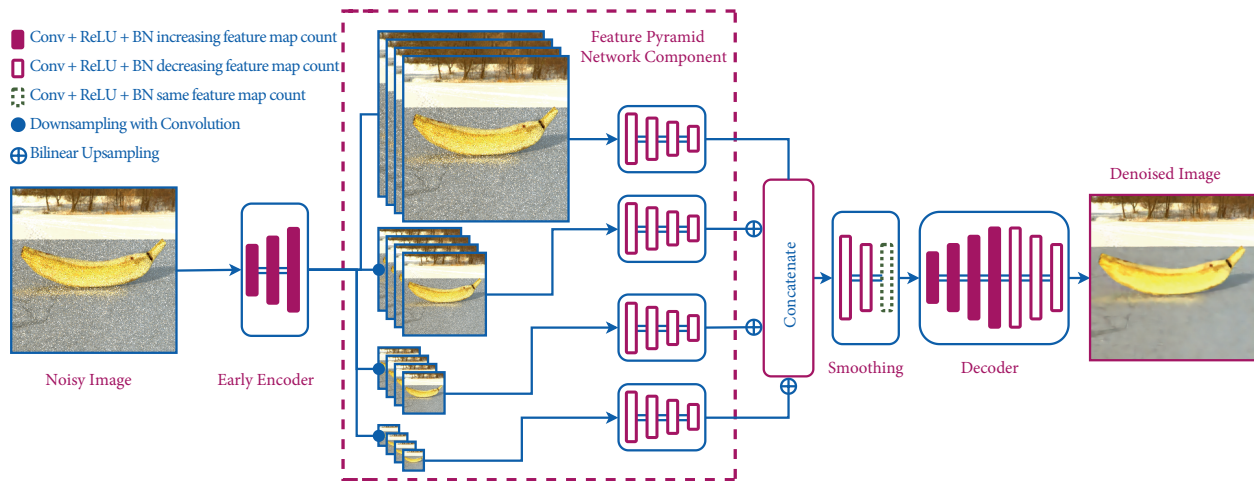 Conv + ReLU + BN increasing feature map count
Conv + ReLU + BN decreasing feature map count
Conv + ReLU + BN same feature map count
Downsampling with Convolution
Bilinear Upsampling
Feature Pyramid
Network Component
Noisy Image
Early Encoder
Concatenate
Smoothing
Decoder
Denoised Image